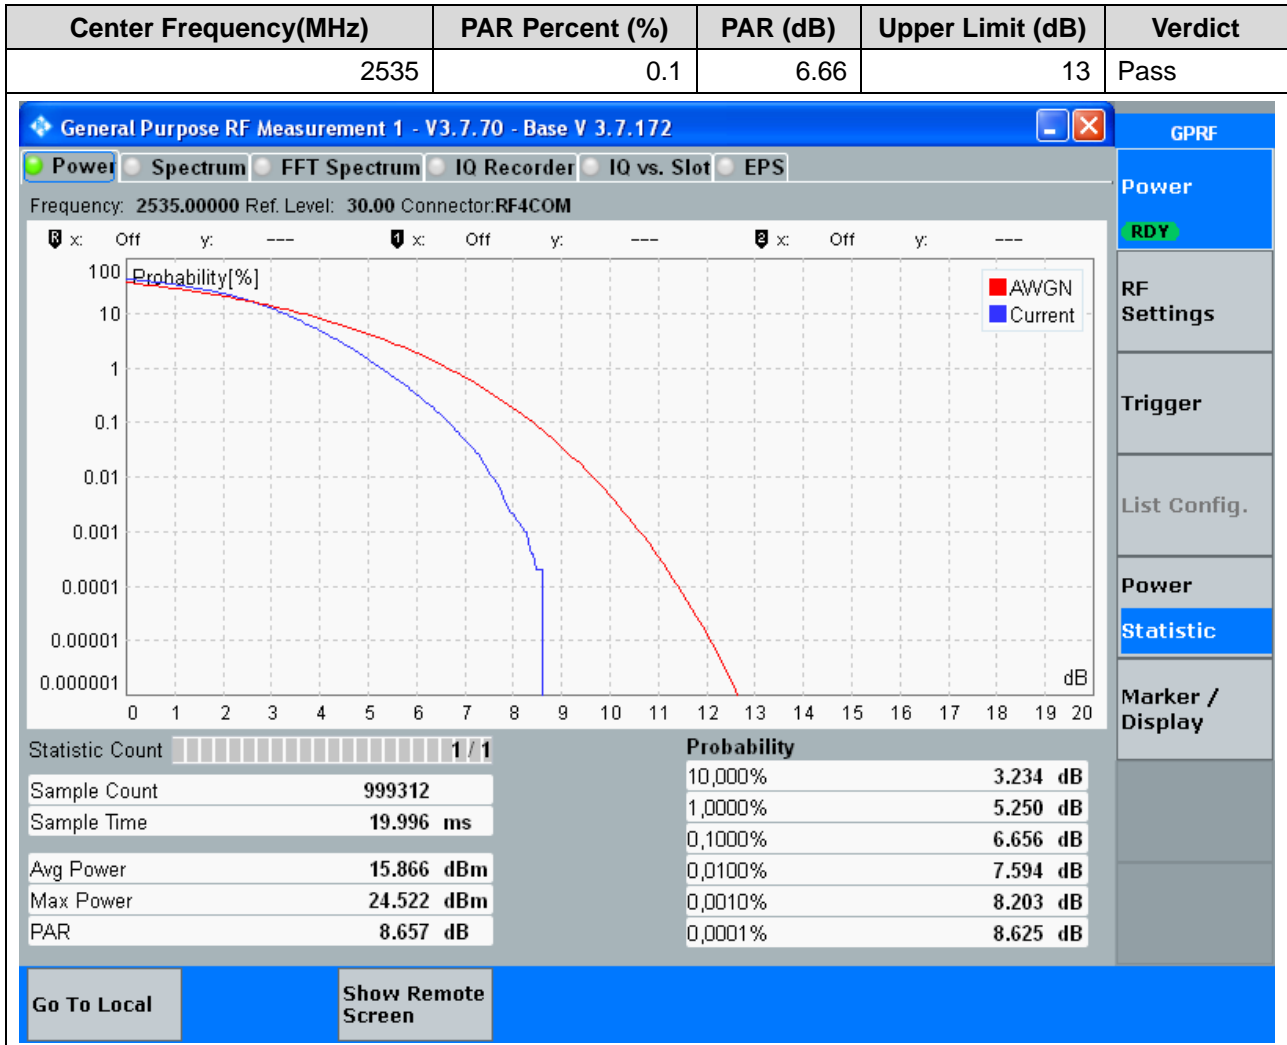 Center Frequency(MHz) PAR Percent (%) PAR (dB) Upper Limit (dB) Verdict
2535 0.1 6.66 13 Pass
General Purpose RF Measurement 1 - V3.7.70 - Base V 3.7.172
GPRF
Power Spectrum FFT Spectrum IQ Recorder IQ vs. Slot EPS
Frequency: 2535.00000 Ref. Level: 30.00 Connector:RF4COM
R x: Off y: --- 1 x: Off y: --- 2 x: Off y: ---
Probability[%]
AWGN
Current
100
10
1
0.1
0.01
0.001
0.0001
0.00001
0.000001
dB
0 1 2 3 4 5 6 7 8 9 10 11 12 13 14 15 16 17 18 19 20
Statistic Count 1 / 1
Sample Count 999312
Sample Time 19.996 ms
Avg Power 15.866 dBm
Max Power 24.522 dBm
PAR 8.657 dB
Probability
10,000% 3.234 dB
1,0000% 5.250 dB
0,1000% 6.656 dB
0,0100% 7.594 dB
0,0010% 8.203 dB
0,0001% 8.625 dB
Power
RDY
RF
Settings
Trigger
List Config.
Power
Statistic
Marker /
Display
Go To Local
Show Remote
Screen